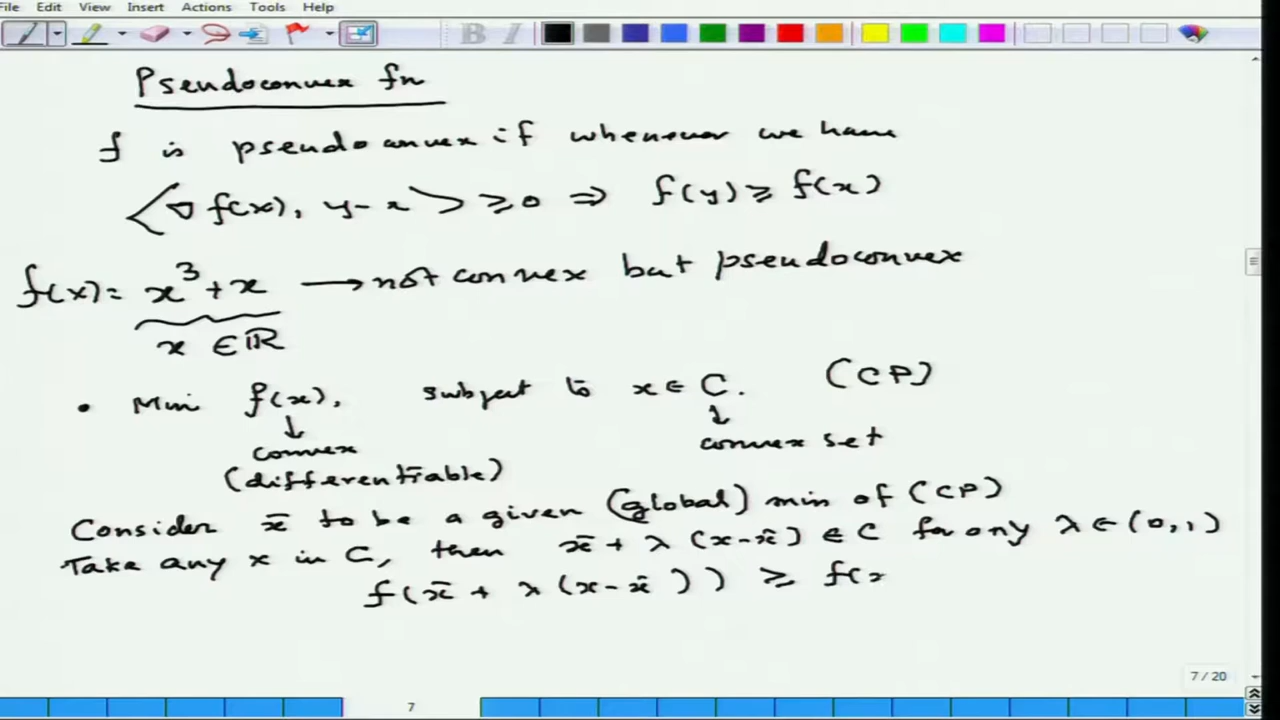 File Edit View Insert Actions Tools Help
B I
Pseudoconvex fn
f is pseudoconvex if whenever we have
⟨∇f(x), y-x⟩ ≥ 0 ⇒ f(y) ≥ f(x)
f(x) = x³ + x → not convex but pseudoconvex
x ∈ ℝ
• Min f(x), subject to x ∈ C. (CP)
↓ ↓
convex convex set
(differentiable)
Consider x̄ to be a given (global) min of (CP)
Take any x in C, then x̄ + λ(x-x̄) ∈ C for any λ ∈ (0,1)
f(x̄ + λ(x-x̄)) ≥ f(x
7 / 20
7